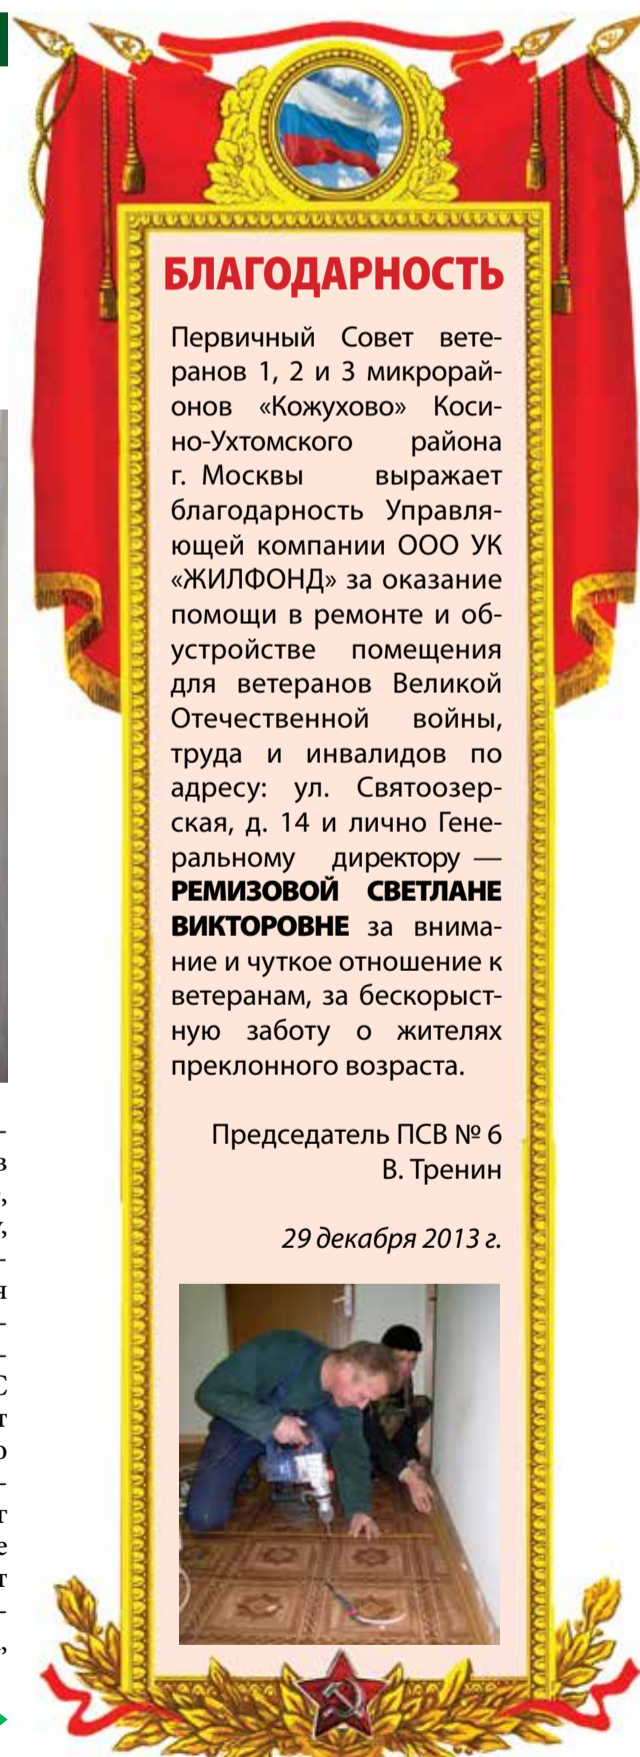 БЛАГОДАРНОСТЬ
Первичный Совет вете-
ранов 1, 2 и 3 микрорай-
онов «Кожухово» Коси-
но-Ухтомского района
г. Москвы выражает
благодарность Управля-
ющей компании ООО УК
«ЖИЛФОНД» за оказание
помощи в ремонте и об-
устройстве помещения
для ветеранов Великой
Отечественной войны,
труда и инвалидов по
адресу: ул. Святоозер-
ская, д. 14 и лично Гене-
ральному директору —
РЕМИЗОВОЙ СВЕТЛАНЕ
ВИКТОРОВНЕ за внима-
ние и чуткое отношение к
ветеранам, за бескорыст-
ную заботу о жителях
преклонного возраста.
Председатель ПСВ № 6
В. Тренин
29 декабря 2013 г.